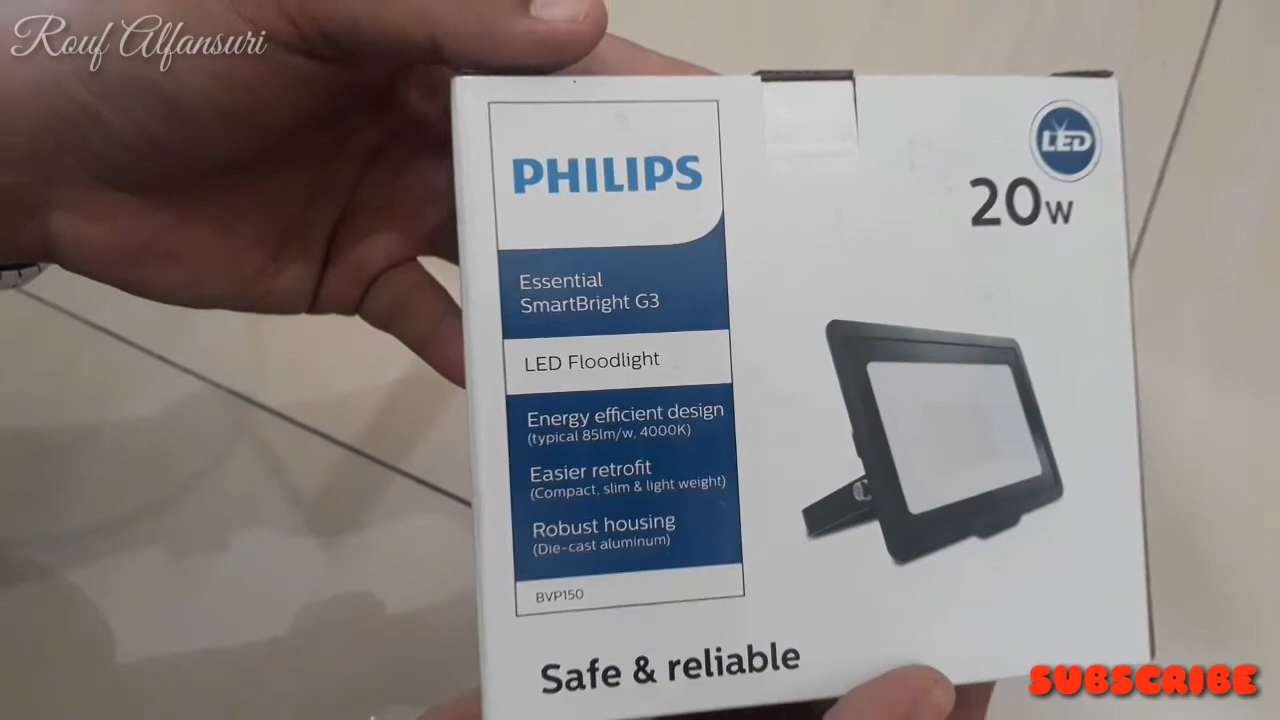 Rouf Alfansuri
PHILIPS
Essential
SmartBright G3
LED Floodlight
Energy efficient design
(typical 85lm/w, 4000K)
Easier retrofit
(Compact, slim & light weight)
Robust housing
(Die-cast aluminum)
BVP150
Safe & reliable
LED
20W
SUBSCRIBE